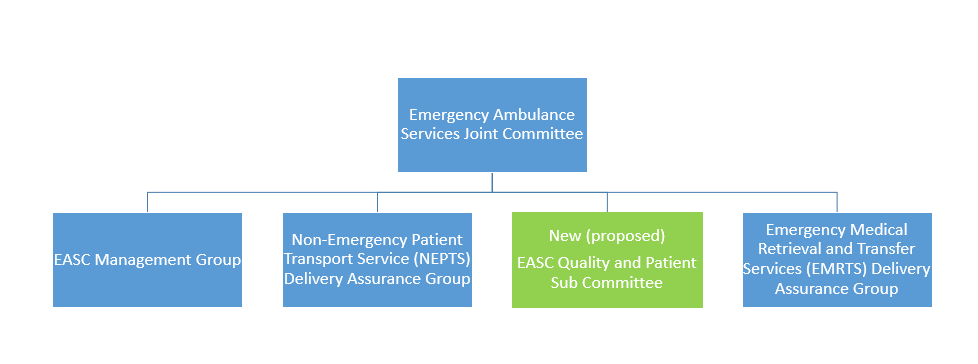 Emergency Ambulance
Services Joint Committee
EASC Management Group
Non-Emergency Patient
Transport Service (NEPTS)
Delivery Assurance Group
New (proposed)
EASC Quality and Patient
Sub Committee
Emergency Medical
Retrieval and Transfer
Services (EMRTS) Delivery
Assurance Group